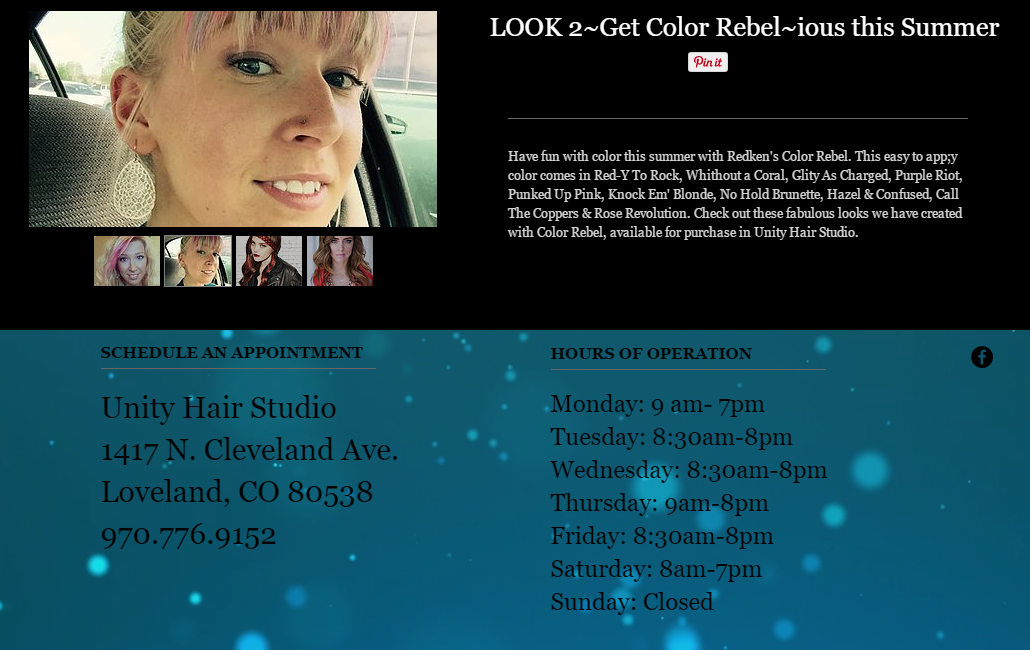 LOOK 2~Get Color Rebel~ious this Summer
Pin it
Have fun with color this summer with Redken's Color Rebel. This easy to app;y
color comes in Red-Y To Rock, Whithout a Coral, Glity As Charged, Purple Riot,
Punked Up Pink, Knock Em' Blonde, No Hold Brunette, Hazel & Confused, Call
The Coppers & Rose Revolution. Check out these fabulous looks we have created
with Color Rebel, available for purchase in Unity Hair Studio.
SCHEDULE AN APPOINTMENT
Unity Hair Studio
1417 N. Cleveland Ave.
Loveland, CO 80538
970.776.9152
HOURS OF OPERATION
Monday: 9 am- 7pm
Tuesday: 8:30am-8pm
Wednesday: 8:30am-8pm
Thursday: 9am-8pm
Friday: 8:30am-8pm
Saturday: 8am-7pm
Sunday: Closed